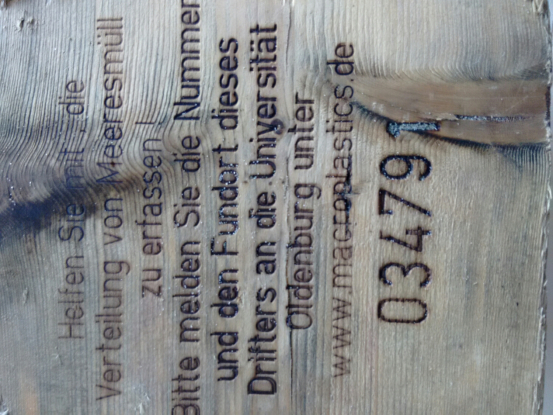 Helfen Sie mit, die
Verteilung von Meeresmüll
zu erfassen !
Bitte melden Sie die Nummer
und den Fundort dieses
Drifters an die Universität
Oldenburg unter
www.macroplastics.de
034791